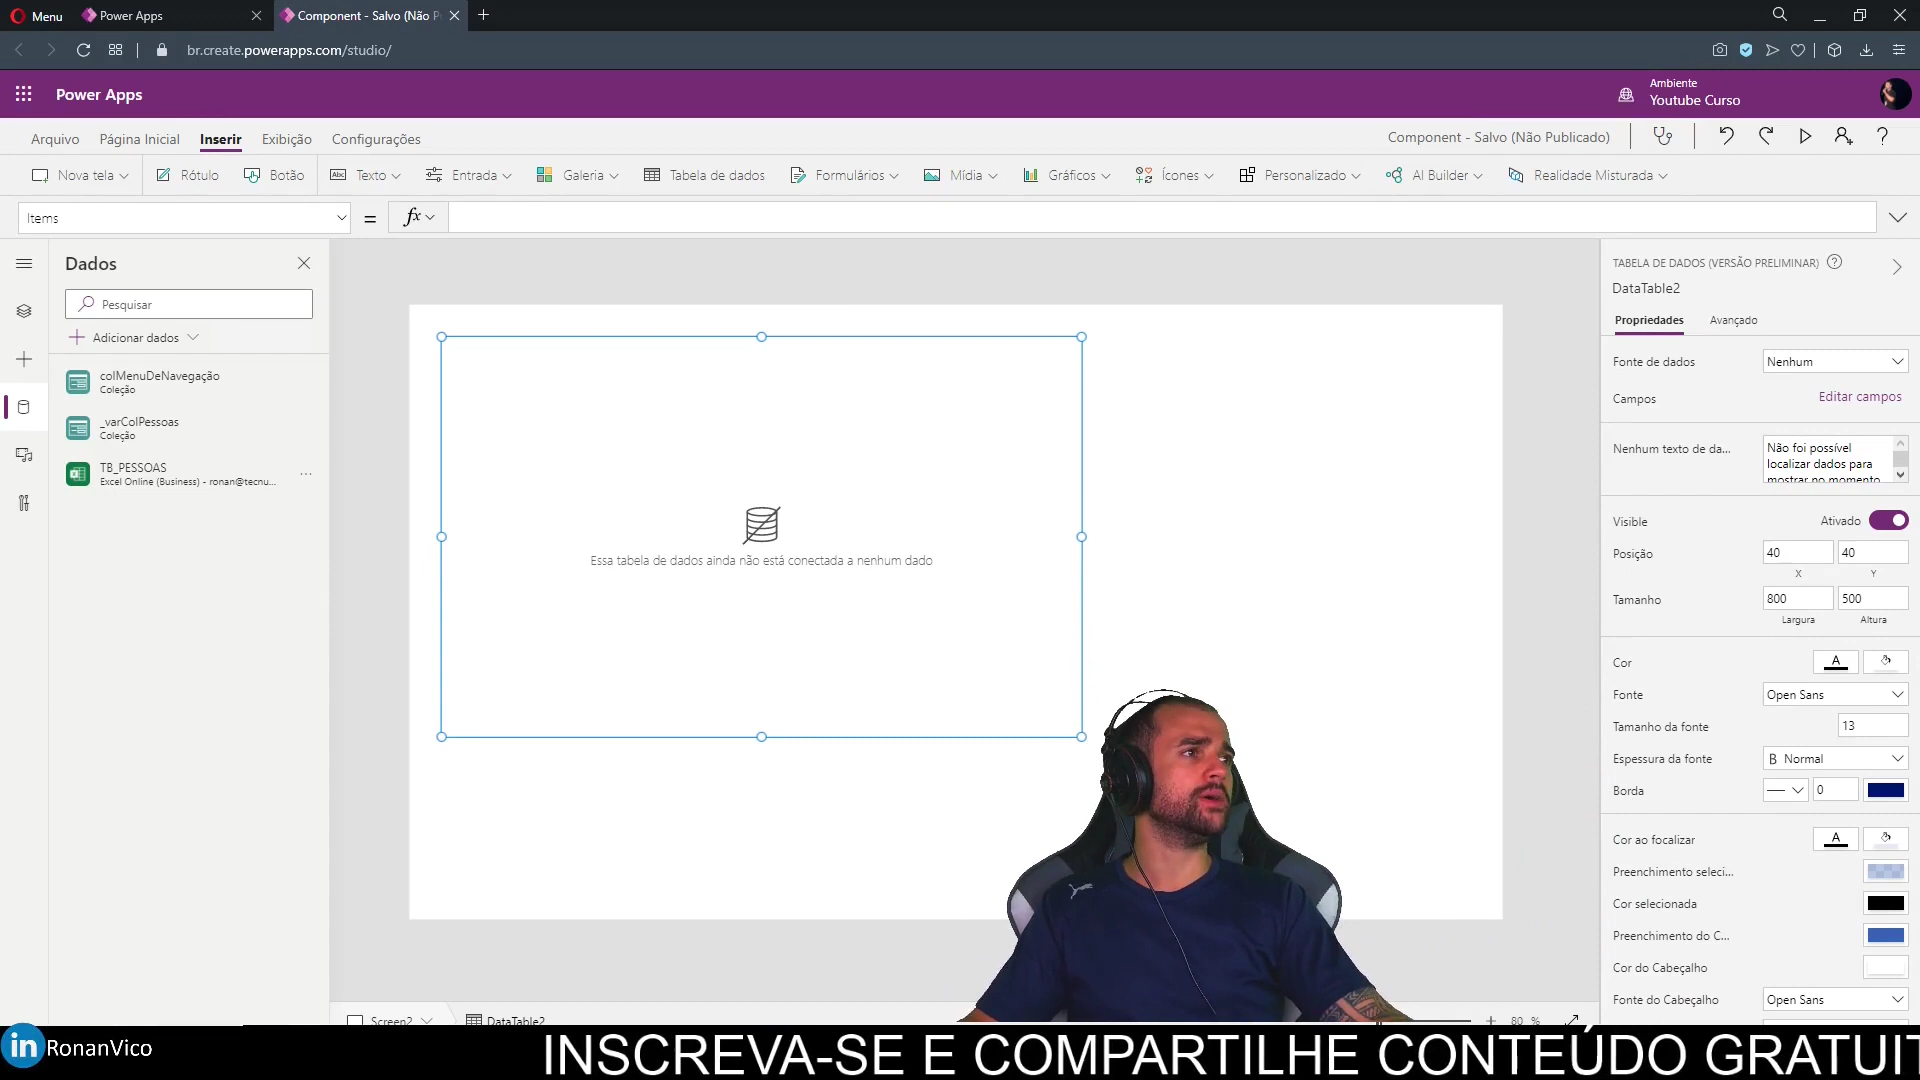 Menu
Power Apps
Component - Salvo (Não P
br.create.powerapps.com/studio/
Power Apps
Ambiente
Youtube Curso
Arquivo
Página Inicial
Inserir
Exibição
Configurações
Component - Salvo (Não Publicado)
Nova tela
Rótulo
Botão
Abc
Texto
Entrada
Galeria
Tabela de dados
Formulários
Mídia
Gráficos
Ícones
Personalizado
AI Builder
Realidade Misturada
Items
=
fx
Dados
Pesquisar
Adicionar dados
colMenuDeNavegação
Coleção
_varColPessoas
Coleção
TB_PESSOAS
Excel Online (Business) - ronan@tecnu...
Essa tabela de dados ainda não está conectada a nenhum dado
TABELA DE DADOS (VERSÃO PRELIMINAR)
DataTable2
Propriedades
Avançado
Fonte de dados
Nenhum
Campos
Editar campos
Nenhum texto de da...
Não foi possível
localizar dados para
mostrar no momento
Visible
Ativado
Posição
40
40
X
Y
Tamanho
800
500
Largura
Altura
Cor
A
Fonte
Open Sans
Tamanho da fonte
13
Espessura da fonte
B Normal
Borda
0
Cor ao focalizar
A
Preenchimento seleci...
Cor selecionada
Preenchimento do C...
Cor do Cabeçalho
Fonte do Cabeçalho
Open Sans
Screen2
DataTable2
80 %
in
RonanVico
INSCREVA-SE E COMPARTILHE CONTEÚDO GRATUIT